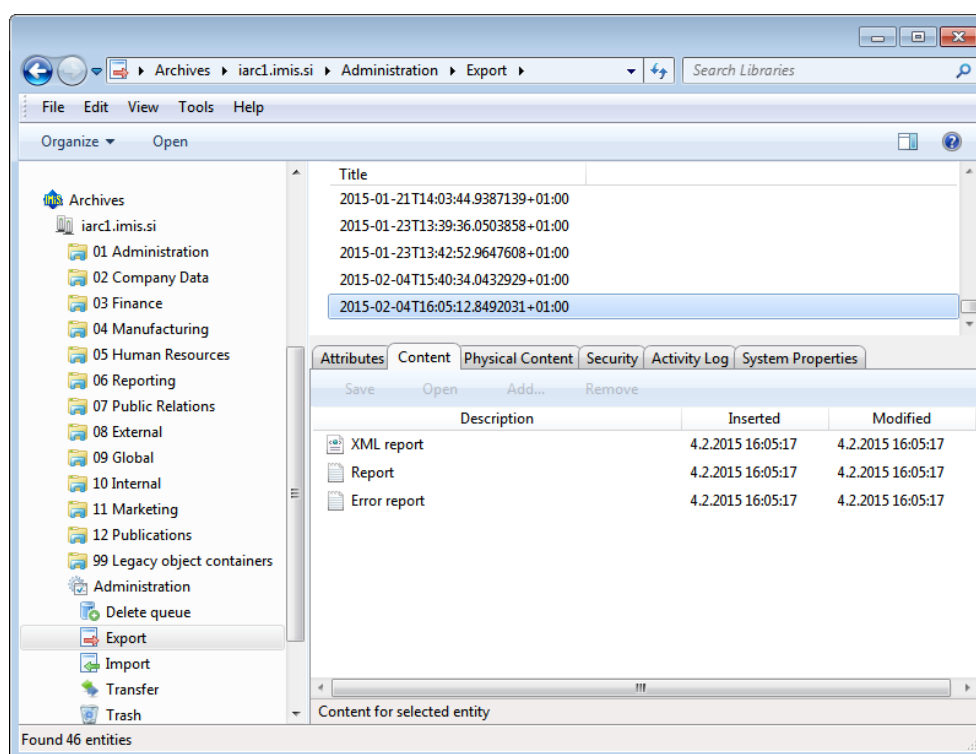 Archives iarc1.imis.si Administration Export Search Libraries
File Edit View Tools Help
Organize Open
Archives
iarc1.imis.si
01 Administration
02 Company Data
03 Finance
04 Manufacturing
05 Human Resources
06 Reporting
07 Public Relations
08 External
09 Global
10 Internal
11 Marketing
12 Publications
99 Legacy object containers
Administration
Delete queue
Export
Import
Transfer
Trash
Title
2015-01-21T14:03:44.9387139+01:00
2015-01-23T13:39:36.0503858+01:00
2015-01-23T13:42:52.9647608+01:00
2015-02-04T15:40:34.0432929+01:00
2015-02-04T16:05:12.8492031+01:00
Attributes Content Physical Content Security Activity Log System Properties
Save Open Add... Remove
Description Inserted Modified
XML report 4.2.2015 16:05:17 4.2.2015 16:05:17
Report 4.2.2015 16:05:17 4.2.2015 16:05:17
Error report 4.2.2015 16:05:17 4.2.2015 16:05:17
Content for selected entity
Found 46 entities